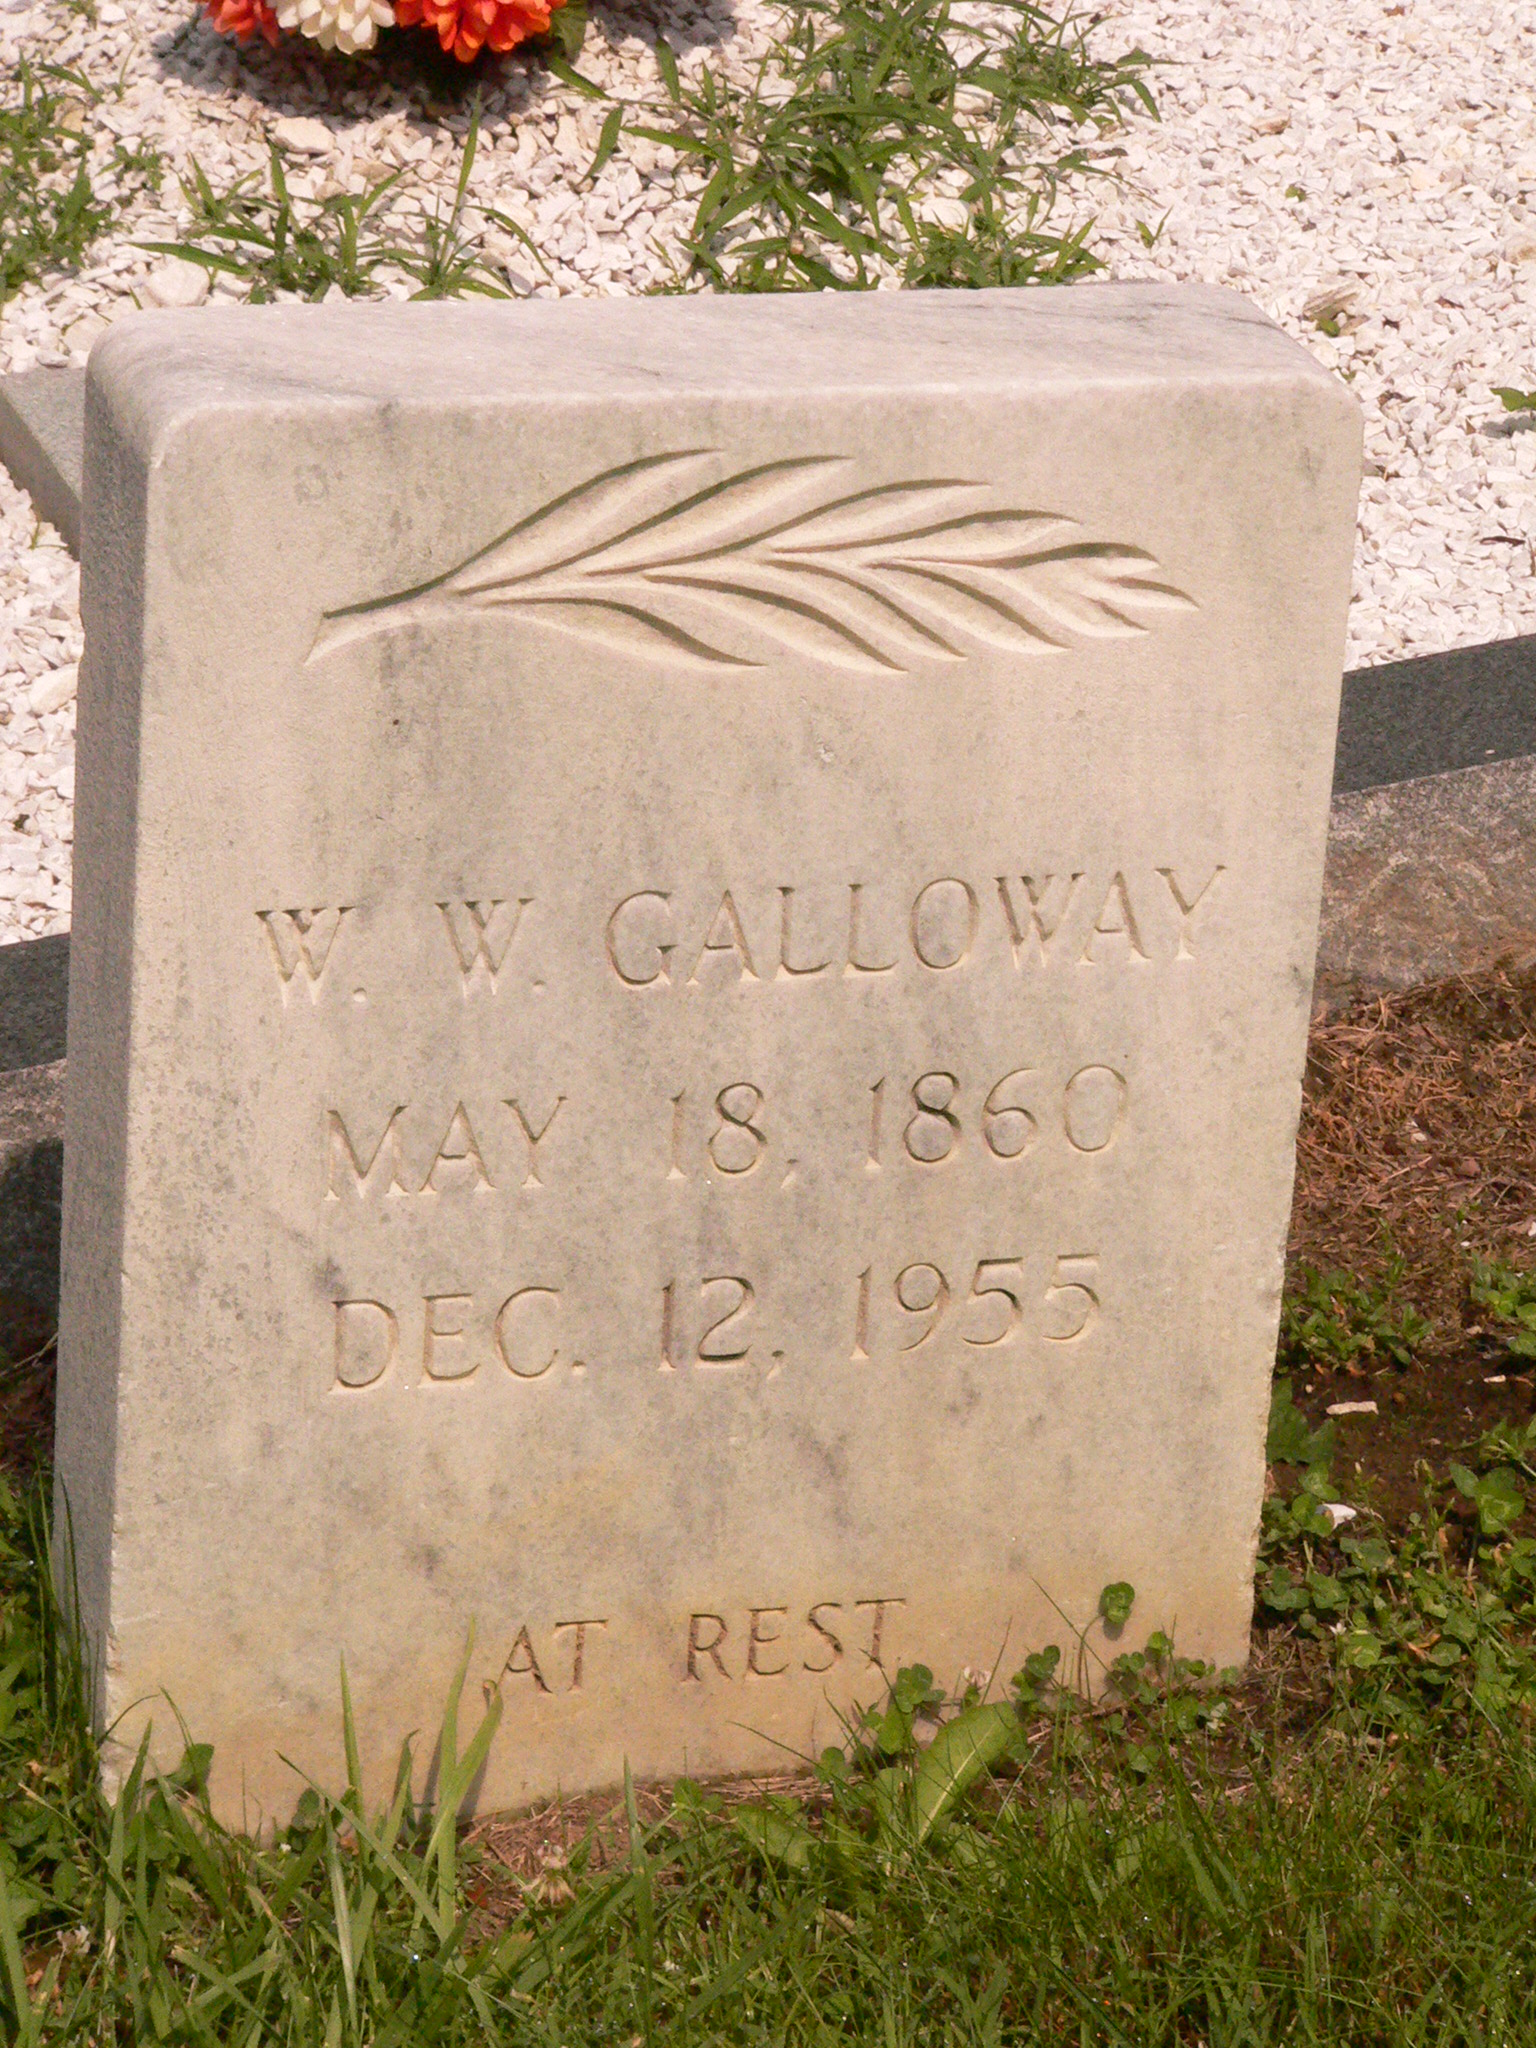 W. W. GALLOWAY
MAY 18, 1860
DEC. 12, 1955
AT REST